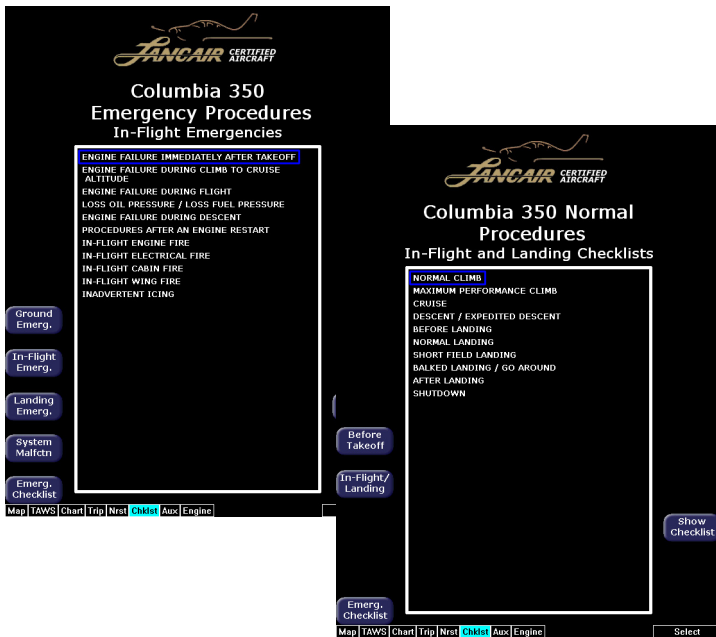 LANCAIR CERTIFIED
AIRCRAFT
Columbia 350
Emergency Procedures
In-Flight Emergencies
ENGINE FAILURE IMMEDIATELY AFTER TAKEOFF
ENGINE FAILURE DURING CLIMB TO CRUISE
ALTITUDE
ENGINE FAILURE DURING FLIGHT
LOSS OIL PRESSURE / LOSS FUEL PRESSURE
ENGINE FAILURE DURING DESCENT
PROCEDURES AFTER AN ENGINE RESTART
IN-FLIGHT ENGINE FIRE
IN-FLIGHT ELECTRICAL FIRE
IN-FLIGHT CABIN FIRE
IN-FLIGHT WING FIRE
INADVERTENT ICING
Ground
Emerg.
In-Flight
Emerg.
Landing
Emerg.
System
Malfctn
Emerg.
Checklist
Map TAWS Chart Trip Nrst Chklst Aux Engine
LANCAIR CERTIFIED
AIRCRAFT
Columbia 350 Normal
Procedures
In-Flight and Landing Checklists
NORMAL CLIMB
MAXIMUM PERFORMANCE CLIMB
CRUISE
DESCENT / EXPEDITED DESCENT
BEFORE LANDING
NORMAL LANDING
SHORT FIELD LANDING
BALKED LANDING / GO AROUND
AFTER LANDING
SHUTDOWN
Before
Takeoff
In-Flight/
Landing
Show
Checklist
Emerg.
Checklist
Map TAWS Chart Trip Nrst Chklst Aux Engine Select